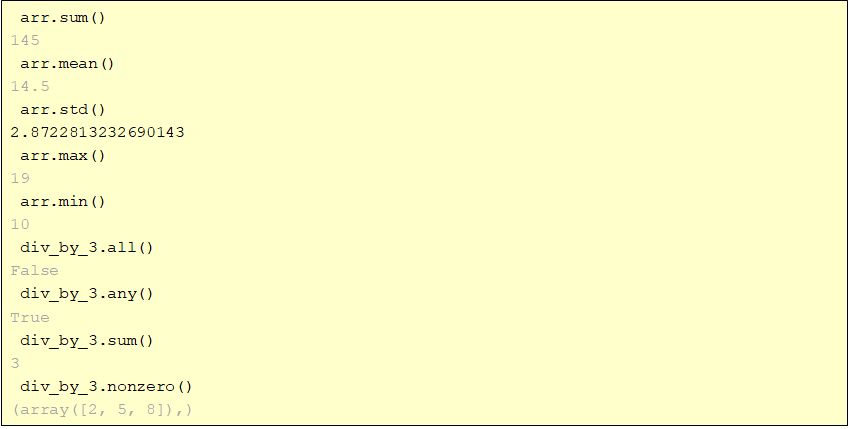 arr.sum()
145
arr.mean()
14.5
arr.std()
2.8722813232690143
arr.max()
19
arr.min()
10
div_by_3.all()
False
div_by_3.any()
True
div_by_3.sum()
3
div_by_3.nonzero()
(array([2, 5, 8]),)